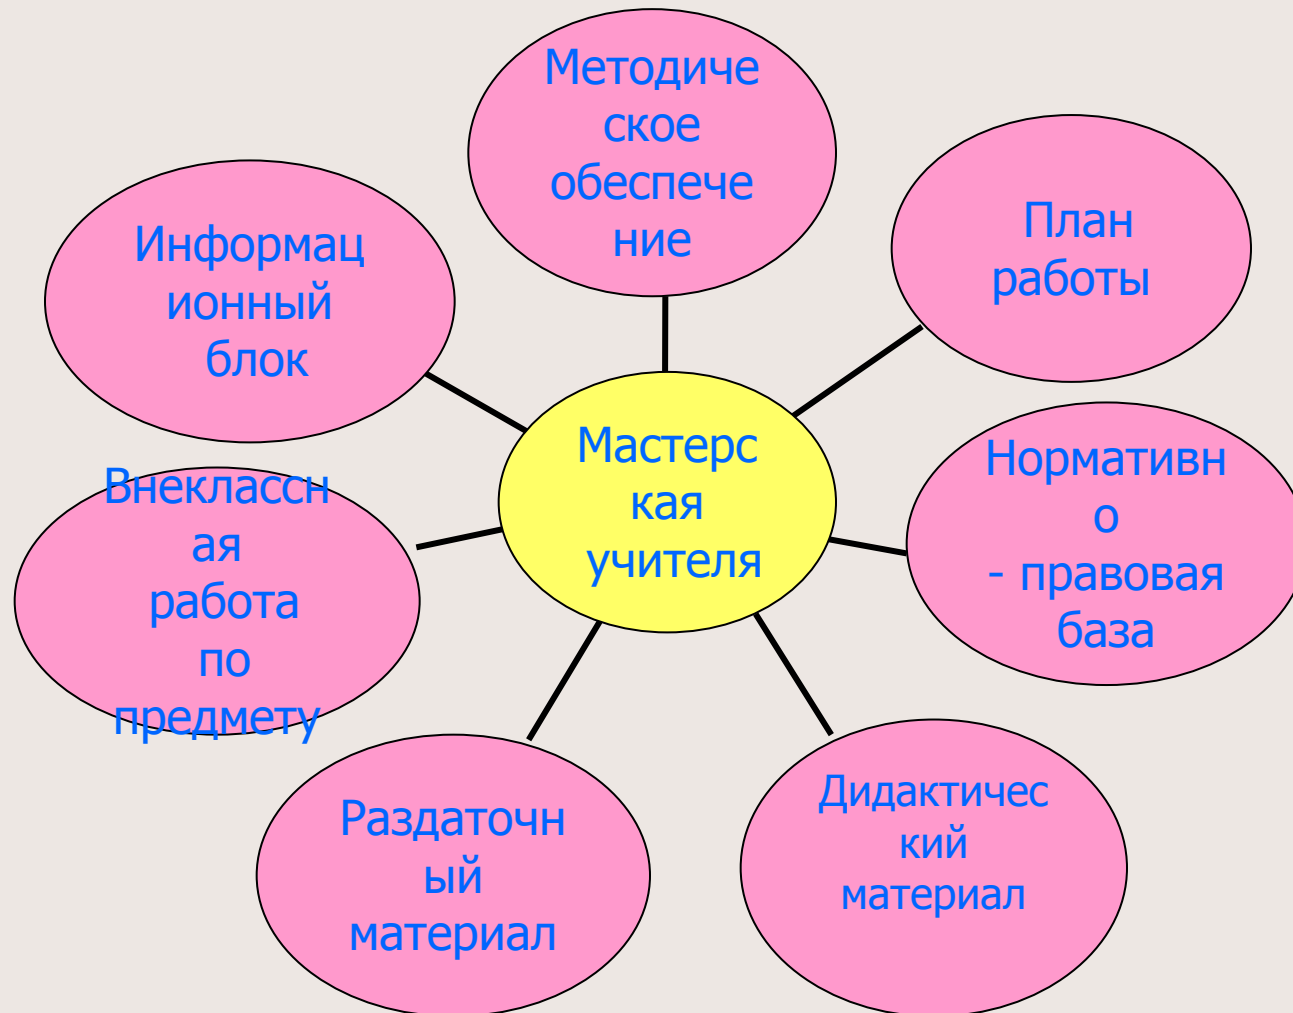 Методиче
ское
обеспече
ние
План
работы
Информац
ионный
блок
Мастерс
кая
учителя
Нормативн
о
- правовая
база
Внеклассн
ая
работа
по
предмету
Раздаточн
ый
материал
Дидактичес
кий
материал